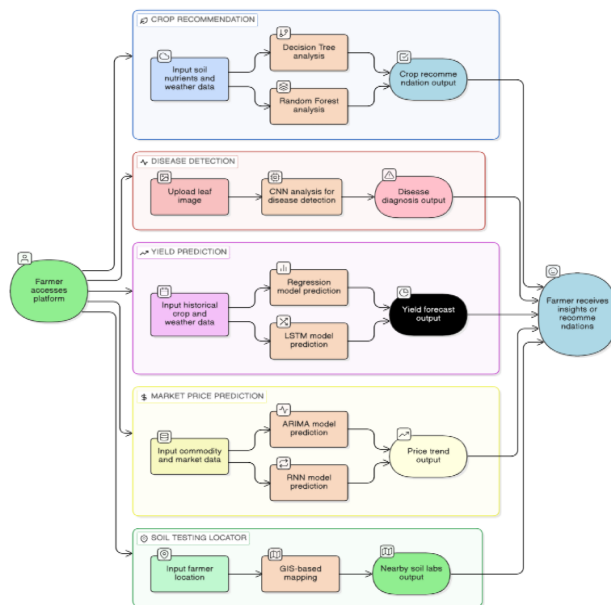 CROP RECOMMENDATION
Input soil
nutrients and
weather data
Decision Tree
analysis
Random Forest
analysis
Crop recomme
ndation output
DISEASE DETECTION
Upload leaf
image
CNN analysis for
disease detection
Disease
diagnosis output
Farmer
accesses
platform
YIELD PREDICTION
Input historical
crop and
weather data
Regression
model prediction
LSTM model
prediction
Yield forecast
output
Farmer receives
insights or
recomme
ndations
$ MARKET PRICE PREDICTION
Input commodity
and market data
ARIMA model
prediction
RNN model
prediction
Price trend
output
SOIL TESTING LOCATOR
Input farmer
location
GIS-based
mapping
Nearby soil labs
output